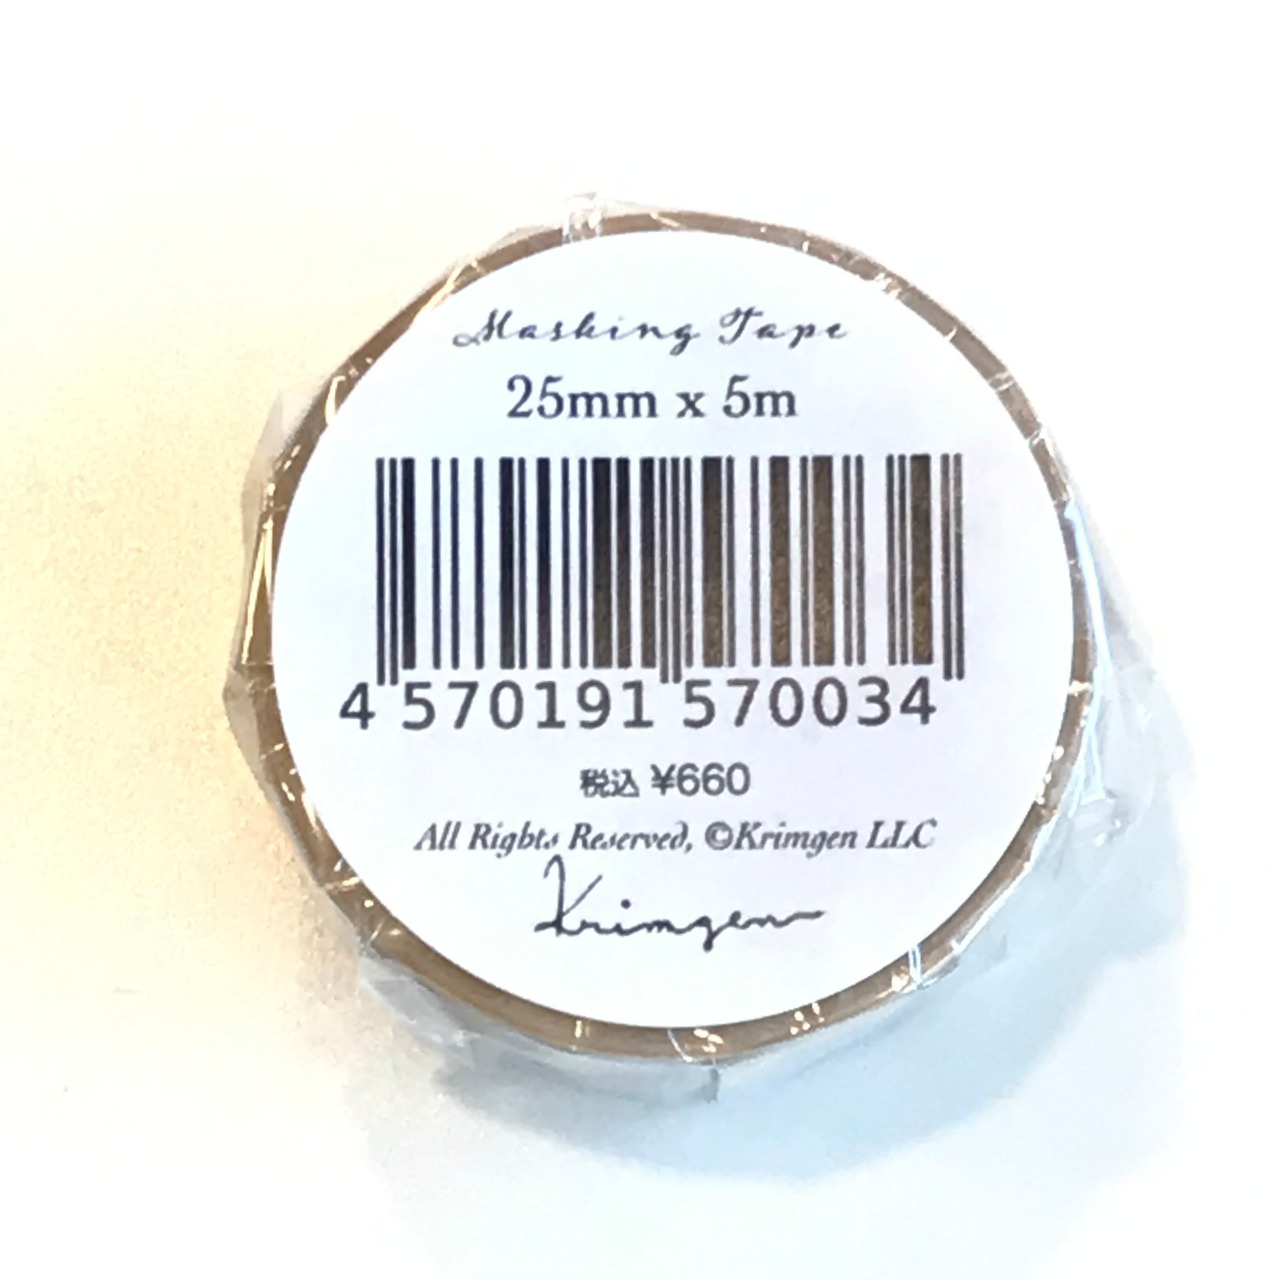 Masking Tape
25mm x 5m
4 570191 570034
税込 ¥660
All Rights Reserved, ©Krimgen LLC
Krimgen